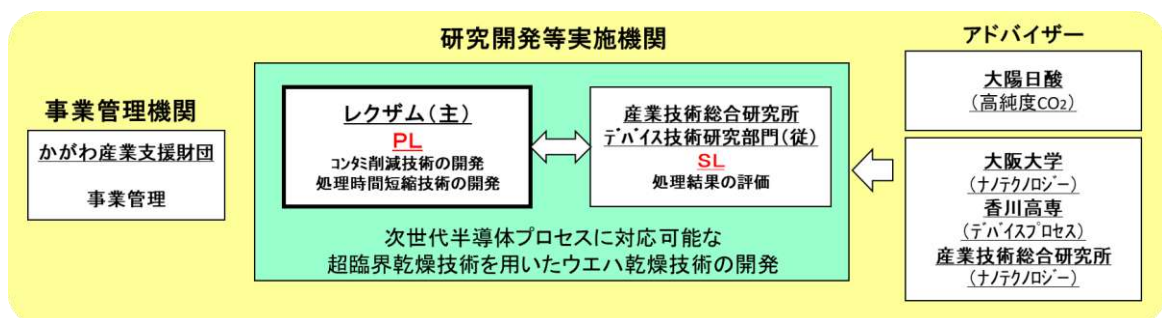 事業管理機関
かがわ産業支援財団
事業管理
研究開発等実施機関
レクザム（主）
PL
コンタミ削減技術の開発
処理時間短縮技術の開発
産業技術総合研究所
デバイス技術研究部門（従）
SL
処理結果の評価
次世代半導体プロセスに対応可能な
超臨界乾燥技術を用いたウエハ乾燥技術の開発
アドバイザー
大陽日酸
（高純度CO₂）
大阪大学
（ナノテクノロジー）
香川高専
（デバイスプロセス）
産業技術総合研究所
（ナノテクノロジー）